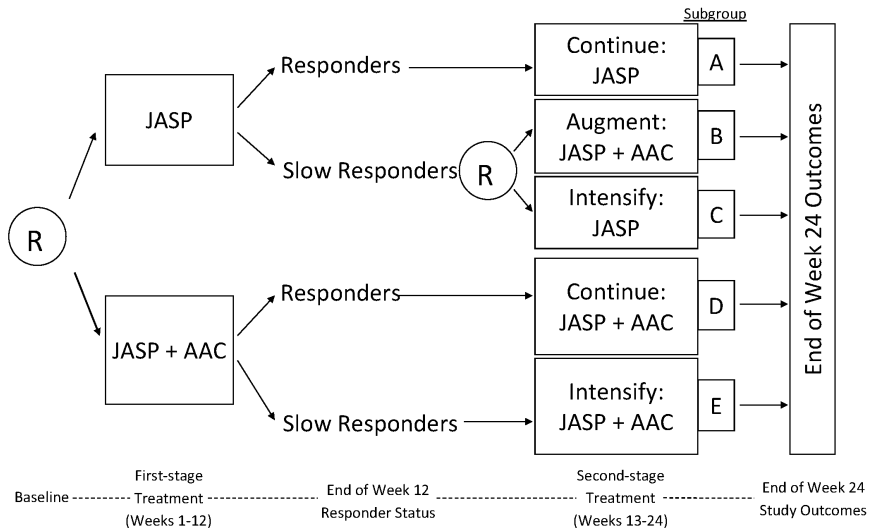 Subgroup
Responders
Continue:
JASP
A
JASP
Augment:
JASP + AAC
B
Slow Responders
R
Intensify:
JASP
C
R
Responders
Continue:
JASP + AAC
D
JASP + AAC
Intensify:
JASP + AAC
E
Slow Responders
End of Week 24 Outcomes
Baseline
First-stage
Treatment
(Weeks 1-12)
End of Week 12
Responder Status
Second-stage
Treatment
(Weeks 13-24)
End of Week 24
Study Outcomes